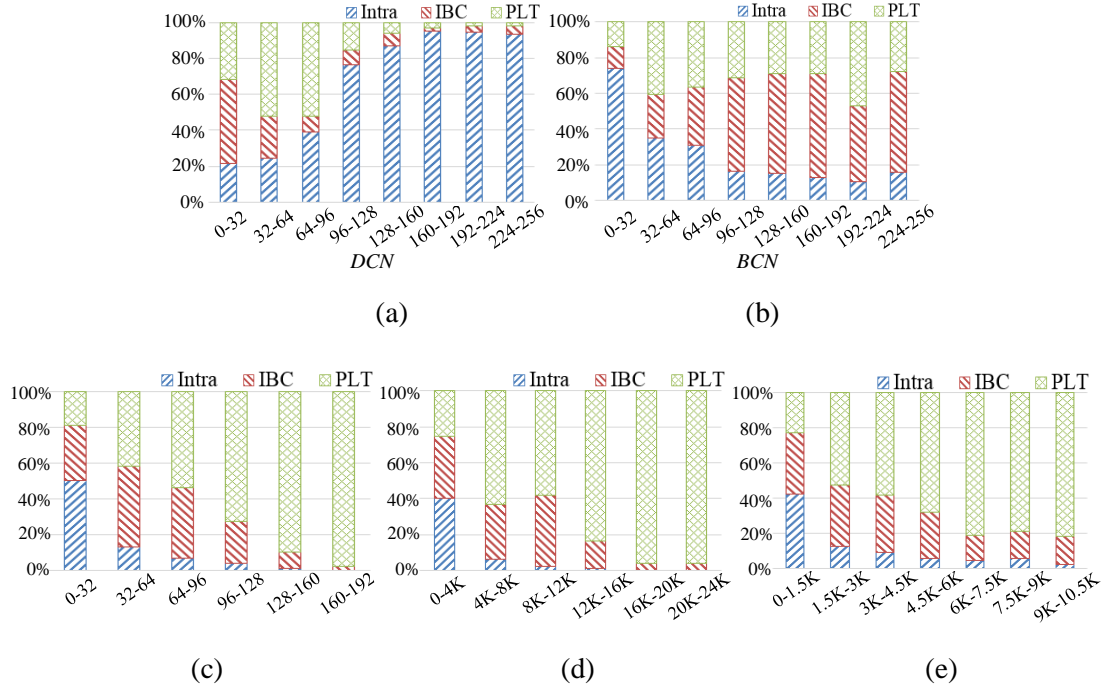 Intra IBC PLT
100%
80%
60%
40%
20%
0%
0-32 32-64 64-96 96-128 128-160 160-192 192-224 224-256
DCN
(a)
Intra IBC PLT
100%
80%
60%
40%
20%
0%
0-32 32-64 64-96 96-128 128-160 160-192 192-224 224-256
BCN
(b)
Intra IBC PLT
100%
80%
60%
40%
20%
0%
0-32 32-64 64-96 96-128 128-160 160-192
(c)
Intra IBC PLT
100%
80%
60%
40%
20%
0%
0-4K 4K-8K 8K-12K 12K-16K 16K-20K 20K-24K
(d)
Intra IBC PLT
100%
80%
60%
40%
20%
0%
0-1.5K 1.5K-3K 3K-4.5K 4.5K-6K 6K-7.5K 7.5K-9K 9K-10.5K
(e)